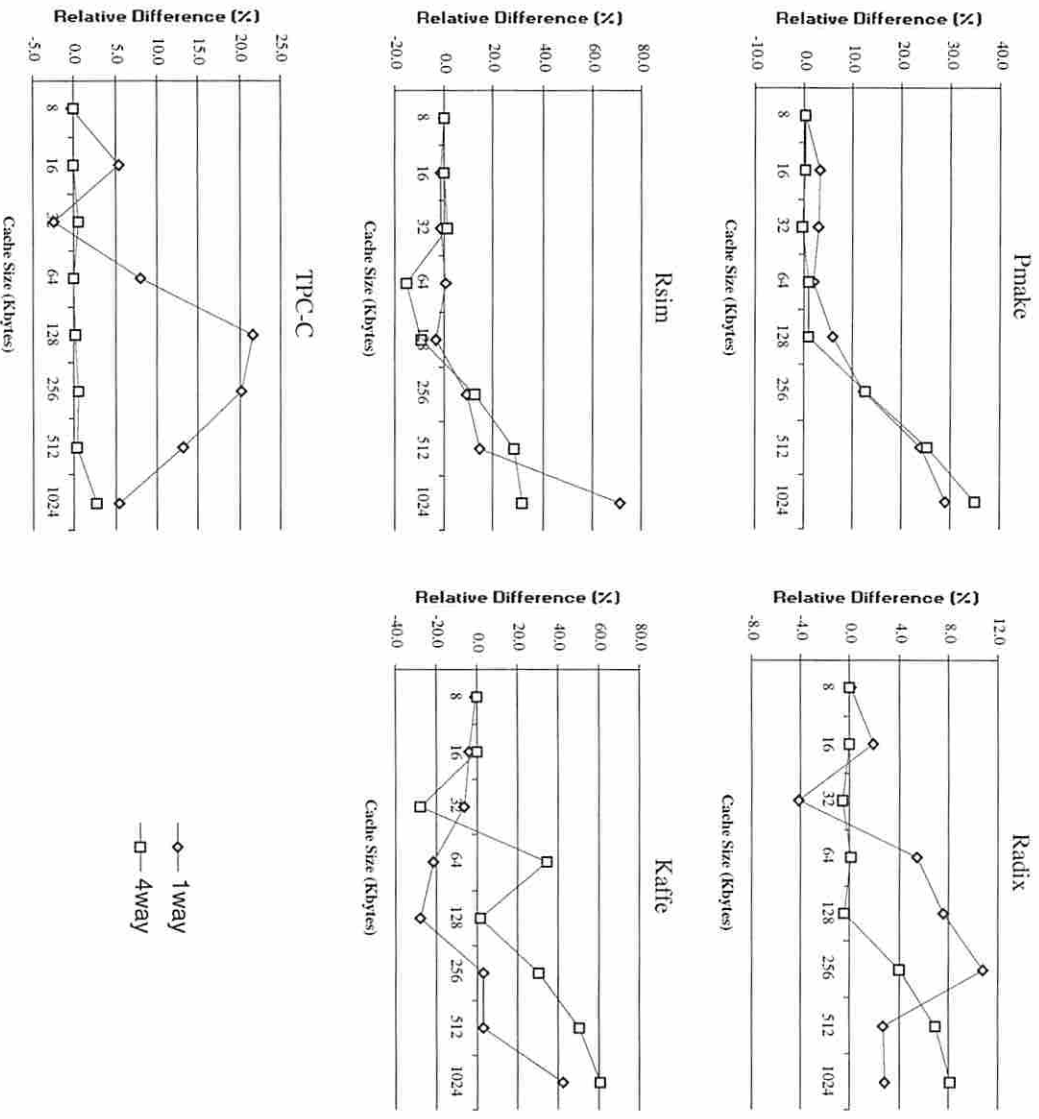 Pmake
Relative Difference (%)
40.0
30.0
20.0
10.0
0.0
-10.0
8 16 32 64 128 256 512 1024
Cache Size (Kbytes)
Radix
Relative Difference (%)
12.0
8.0
4.0
0.0
-4.0
-8.0
8 16 32 64 128 256 512 1024
Cache Size (Kbytes)
Rsim
Relative Difference (%)
80.0
60.0
40.0
20.0
0.0
-20.0
8 16 32 64 128 256 512 1024
Cache Size (Kbytes)
Kaffe
Relative Difference (%)
80.0
60.0
40.0
20.0
0.0
-20.0
-40.0
8 16 32 64 128 256 512 1024
Cache Size (Kbytes)
TPC-C
Relative Difference (%)
25.0
20.0
15.0
10.0
5.0
0.0
-5.0
8 16 32 64 128 256 512 1024
Cache Size (Kbytes)
1way
4way